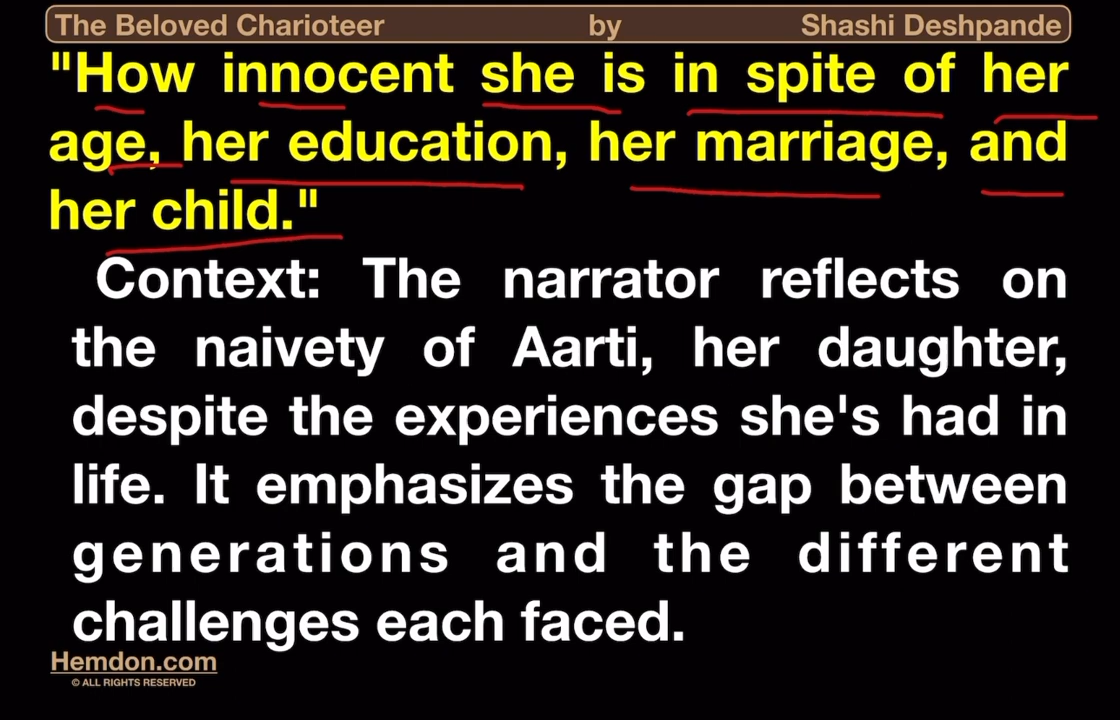 The Beloved Charioteer by Shashi Deshpande
"How innocent she is in spite of her
age, her education, her marriage, and
her child."
Context: The narrator reflects on
the naivety of Aarti, her daughter,
despite the experiences she's had in
life. It emphasizes the gap between
generations and the different
challenges each faced.
Hemdon.com
© ALL RIGHTS RESERVED